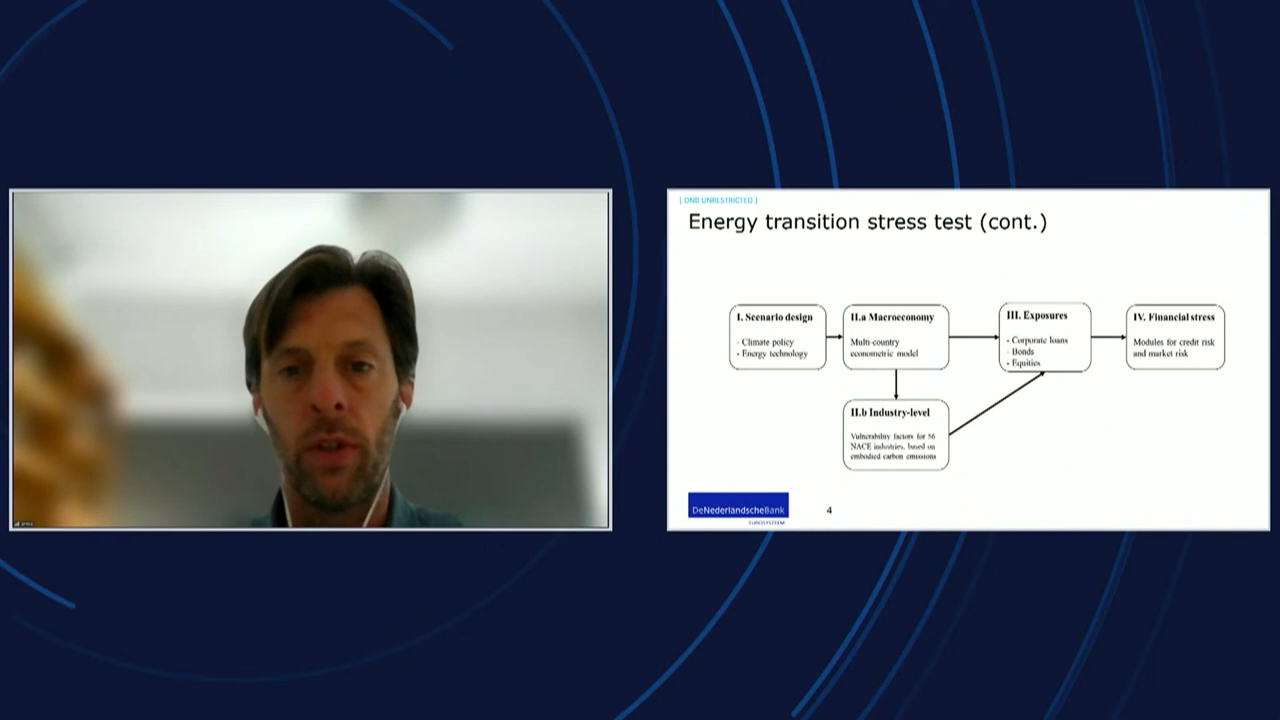 [ DNB UNRESTRICTED ]
Energy transition stress test (cont.)
I. Scenario design
- Climate policy
- Energy technology
II.a Macroeconomy
Multi-country
econometric model
III. Exposures
- Corporate loans
- Bonds
- Equities
IV. Financial stress
Modules for credit risk
and market risk
II.b Industry-level
Vulnerability factors for 56
NACE industries, based on
embodied carbon emissions
DeNederlandscheBank
EUROSYSTEEM
4